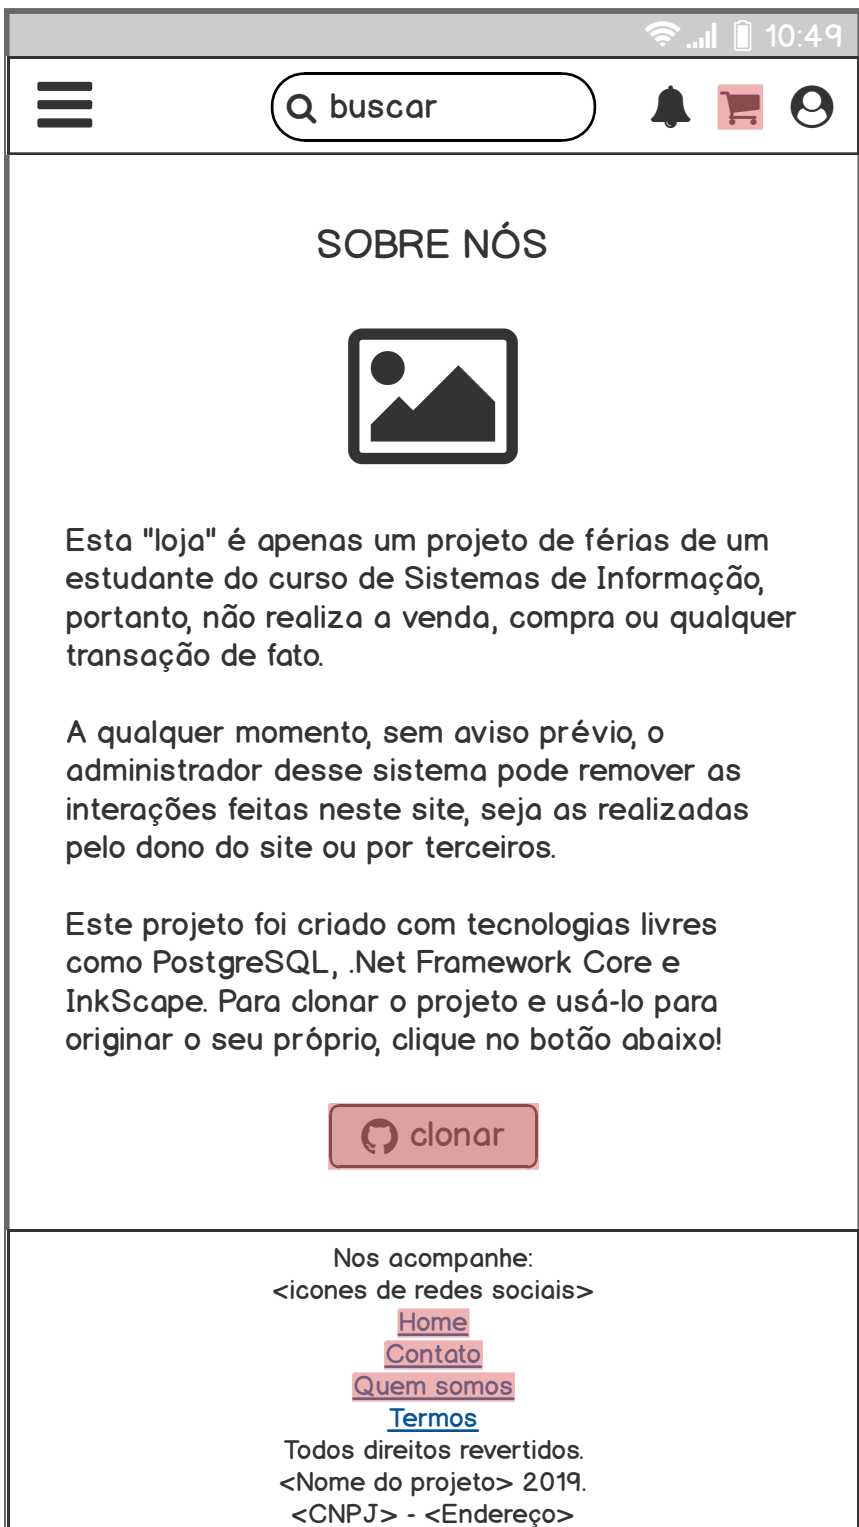 10:49
buscar
SOBRE NÓS
Esta "loja" é apenas um projeto de férias de um
estudante do curso de Sistemas de Informação,
portanto, não realiza a venda, compra ou qualquer
transação de fato.
A qualquer momento, sem aviso prévio, o
administrador desse sistema pode remover as
interações feitas neste site, seja as realizadas
pelo dono do site ou por terceiros.
Este projeto foi criado com tecnologias livres
como PostgreSQL, .Net Framework Core e
InkScape. Para clonar o projeto e usá-lo para
originar o seu próprio, clique no botão abaixo!
clonar
Nos acompanhe:
<icones de redes sociais>
Home
Contato
Quem somos
Termos
Todos direitos revertidos.
<Nome do projeto> 2019.
<CNPJ> - <Endereço>